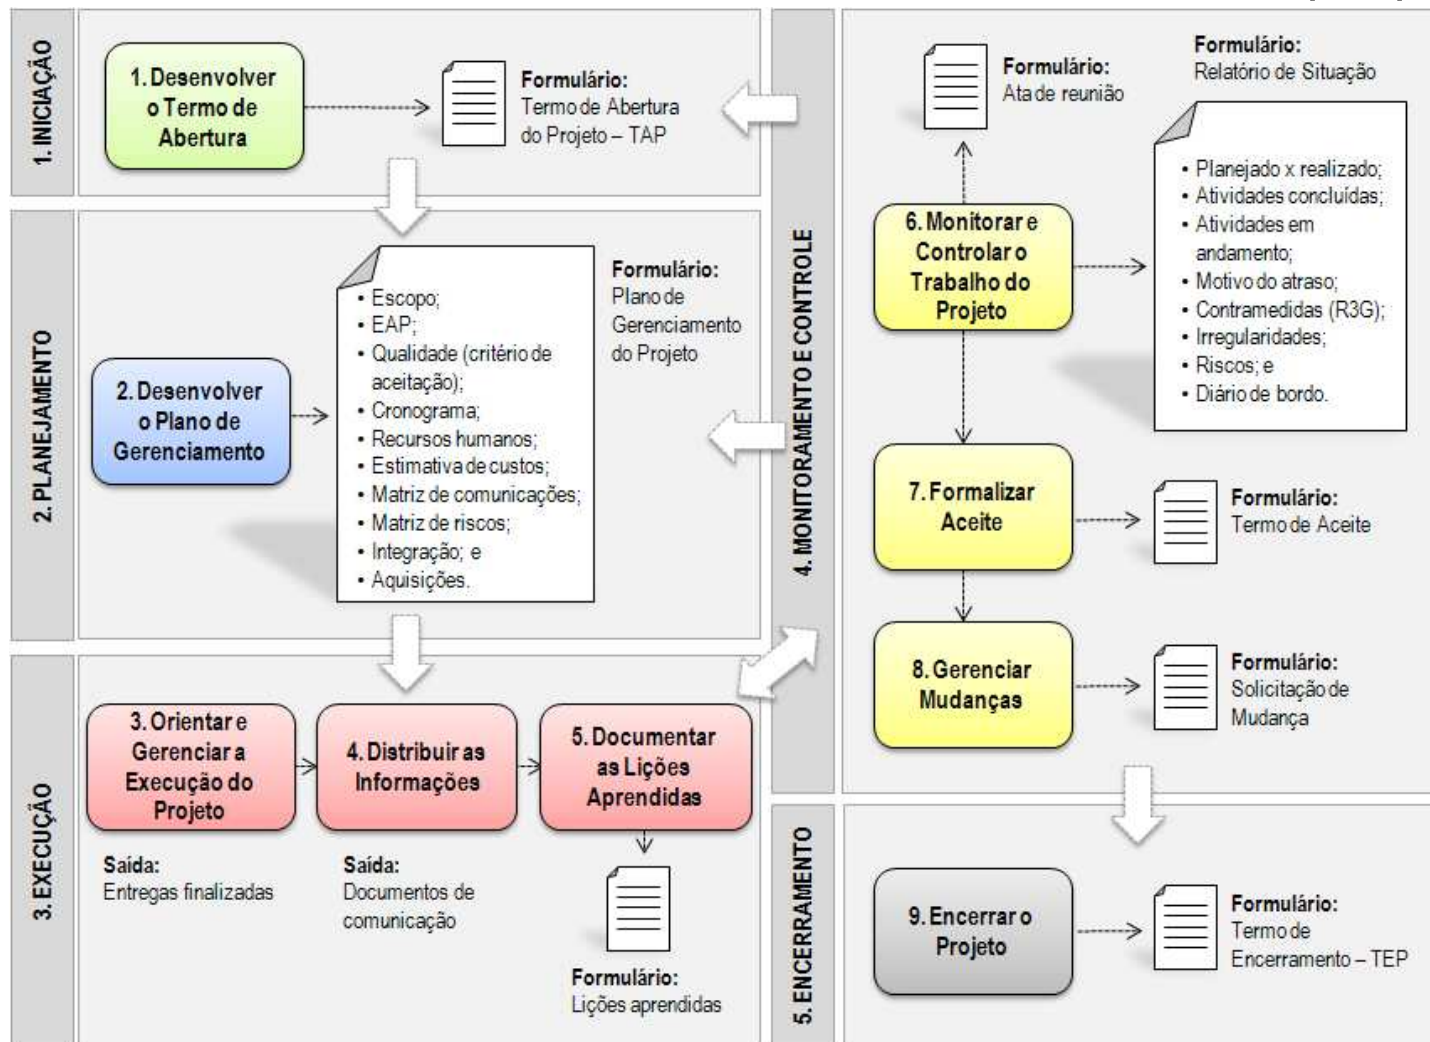 1. INICIAÇÃO
1. Desenvolver
o Termo de
Abertura
Formulário:
Termo de Abertura
do Projeto – TAP
2. PLANEJAMENTO
2. Desenvolver
o Plano de
Gerenciamento
• Escopo;
• EAP;
• Qualidade (critério de
aceitação);
• Cronograma;
• Recursos humanos;
• Estimativa de custos;
• Matriz de comunicações;
• Matriz de riscos;
• Integração; e
• Aquisições.
Formulário:
Plano de
Gerenciamento
do Projeto
3. EXECUÇÃO
3. Orientar e
Gerenciar a
Execução do
Projeto
Saída:
Entregas finalizadas
4. Distribuir as
Informações
Saída:
Documentos de
comunicação
5. Documentar
as Lições
Aprendidas
Formulário:
Lições aprendidas
4. MONITORAMENTO E CONTROLE
Formulário:
Ata de reunião
Formulário:
Relatório de Situação
6. Monitorar e
Controlar o
Trabalho do
Projeto
• Planejado x realizado;
• Atividades concluídas;
• Atividades em
andamento;
• Motivo do atraso;
• Contramedidas (R3G);
• Irregularidades;
• Riscos; e
• Diário de bordo.
7. Formalizar
Aceite
Formulário:
Termo de Aceite
8. Gerenciar
Mudanças
Formulário:
Solicitação de
Mudança
5. ENCERRAMENTO
9. Encerrar o
Projeto
Formulário:
Termo de
Encerramento – TEP